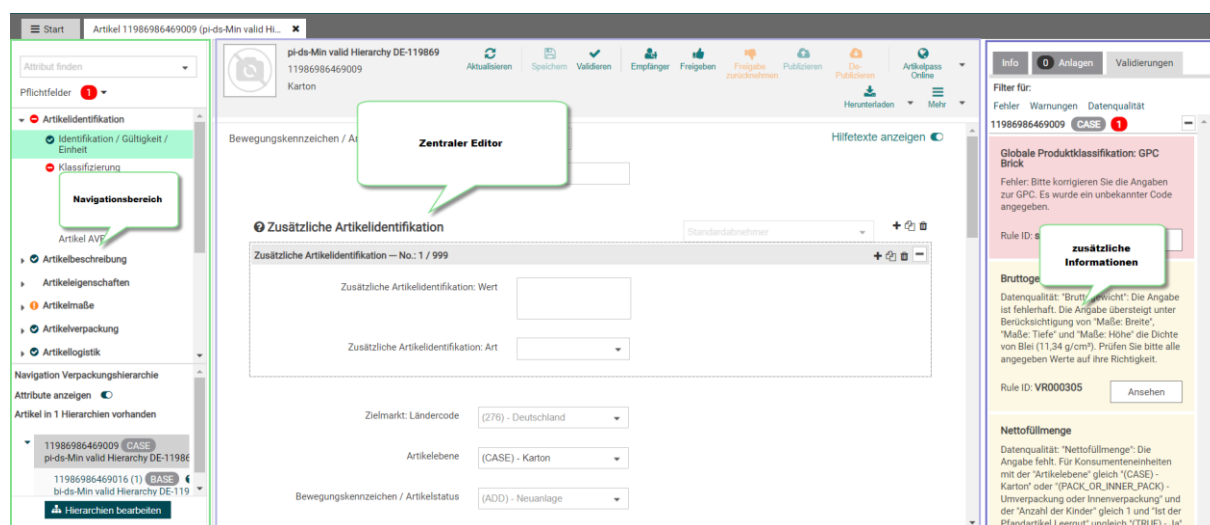 Start
Artikel 11986986469009 (pi-ds-Min valid Hi...
Attribut finden
Pflichtfelder 1
Artikelidentifikation
Identifikation / Gültigkeit /
Einheit
Klassifizierung
Navigationsbereich
Artikel
Artikelbeschreibung
Artikeleigenschaften
Artikelmaße
Artikelverpackung
Artikellogistik
Navigation Verpackungshierarchie
Attribute anzeigen
Artikel in 1 Hierarchien vorhanden
11986986469009 CASE
pi-ds-Min valid Hierarchy DE-11986
11986986469016 (1) BASE
bi-ds-Min valid Hierarchy DE-119
Hierarchien bearbeiten
pi-ds-Min valid Hierarchy DE-119869
11986986469009
Karton
Aktualisieren
Speichern
Validieren
Empfänger
Freigeben
Freigabe
zurücknehmen
Publizieren
De-
Publizieren
Artikelpass
Online
Herunterladen
Mehr
Bewegungskennzeichen /
Zentraler Editor
Hilfetexte anzeigen
Zusätzliche Artikelidentifikation
Standardabnehmer
Zusätzliche Artikelidentifikation — No.: 1 / 999
Zusätzliche Artikelidentifikation: Wert
Zusätzliche Artikelidentifikation: Art
Zielmarkt: Ländercode
(276) - Deutschland
Artikelebene
(CASE) - Karton
Bewegungskennzeichen / Artikelstatus
(ADD) - Neuanlage
Info
0 Anlagen
Validierungen
Filter für:
Fehler Warnungen Datenqualität
11986986469009 CASE 1
Globale Produktklassifikation: GPC
Brick
Fehler: Bitte korrigieren Sie die Angaben
zur GPC. Es wurde ein unbekannter Code
angegeben.
Rule ID:
zusätzliche
Informationen
Datenqualität: "Bruttogewicht": Die Angabe
ist fehlerhaft. Die Angabe übersteigt unter
Berücksichtigung von "Maße: Breite",
"Maße: Tiefe" und "Maße: Höhe" die Dichte
von Blei (11,34 g/cm³). Prüfen Sie bitte alle
angegeben Werte auf ihre Richtigkeit.
Rule ID: VR000305
Ansehen
Nettofüllmenge
Datenqualität: "Nettofüllmenge": Die
Angabe fehlt. Für Konsumenteneinheiten
mit der "Artikelebene" gleich "(CASE) -
Karton" oder "(PACK_OR_INNER_PACK) -
Umverpackung oder Innenverpackung" und
der "Anzahl der Kinder" gleich 1 und "Ist der
Pfandartikel Leergut" ungleich "(TRUE) - Ja"